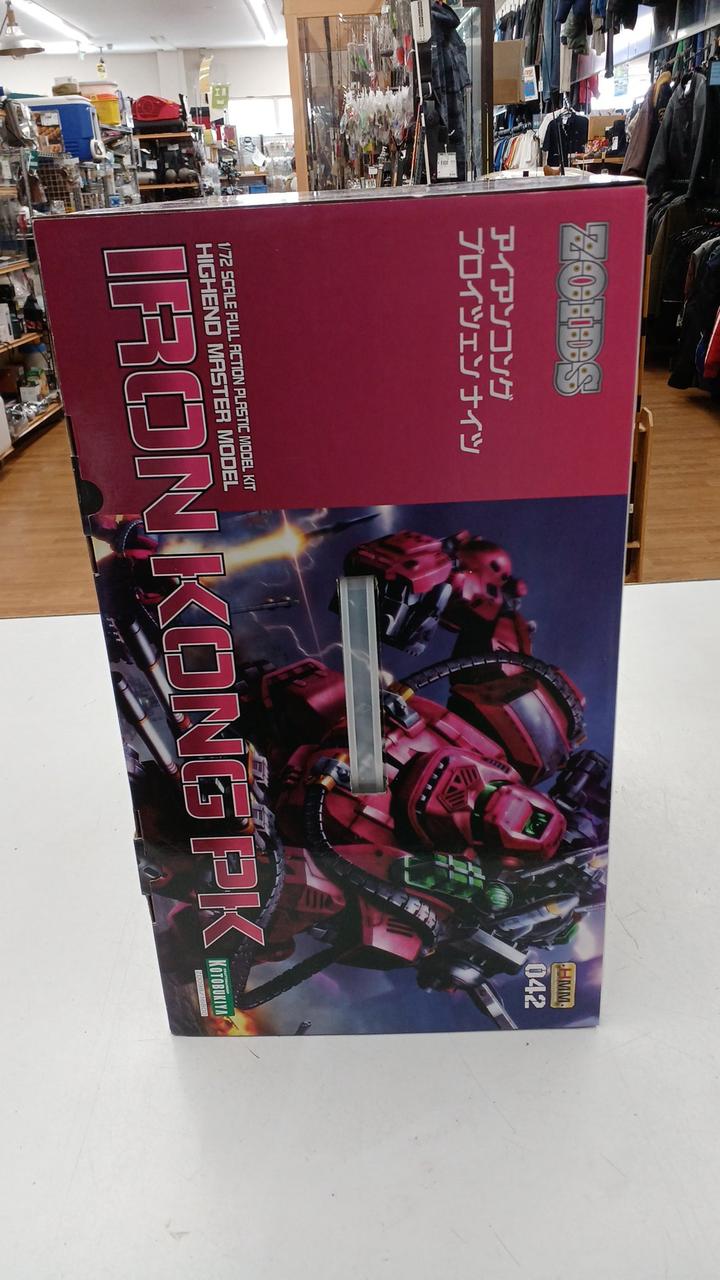 ZOIDS
アイアンコング
プロイツェンナイツ
1/72 SCALE FULL ACTION PLASTIC MODEL KIT
HIGHEND MASTER MODEL
IRON KONG PK
HMM
042
KOTOBUKIYA